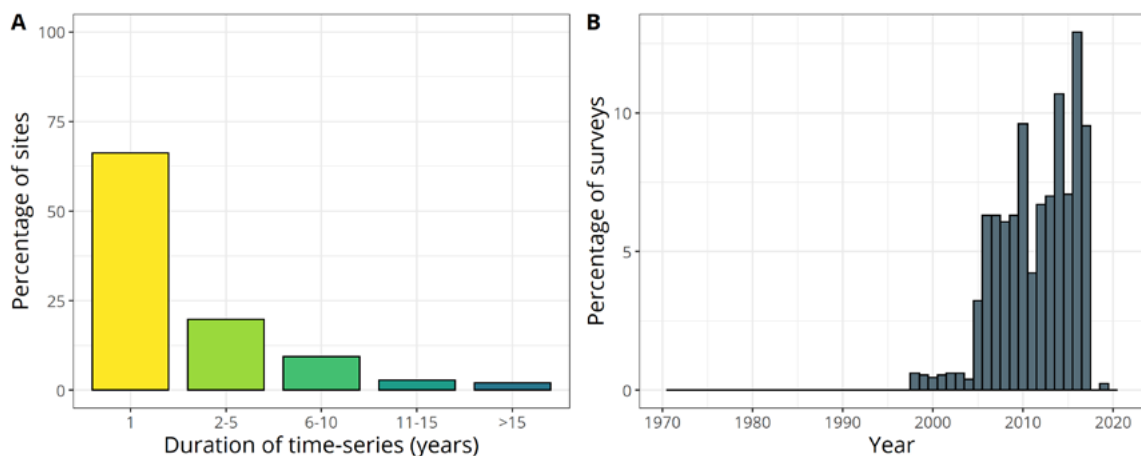 A
Percentage of sites
100
75
50
25
0
1 2-5 6-10 11-15 >15
Duration of time-series (years)
B
Percentage of surveys
10
5
0
1970 1980 1990 2000 2010 2020
Year